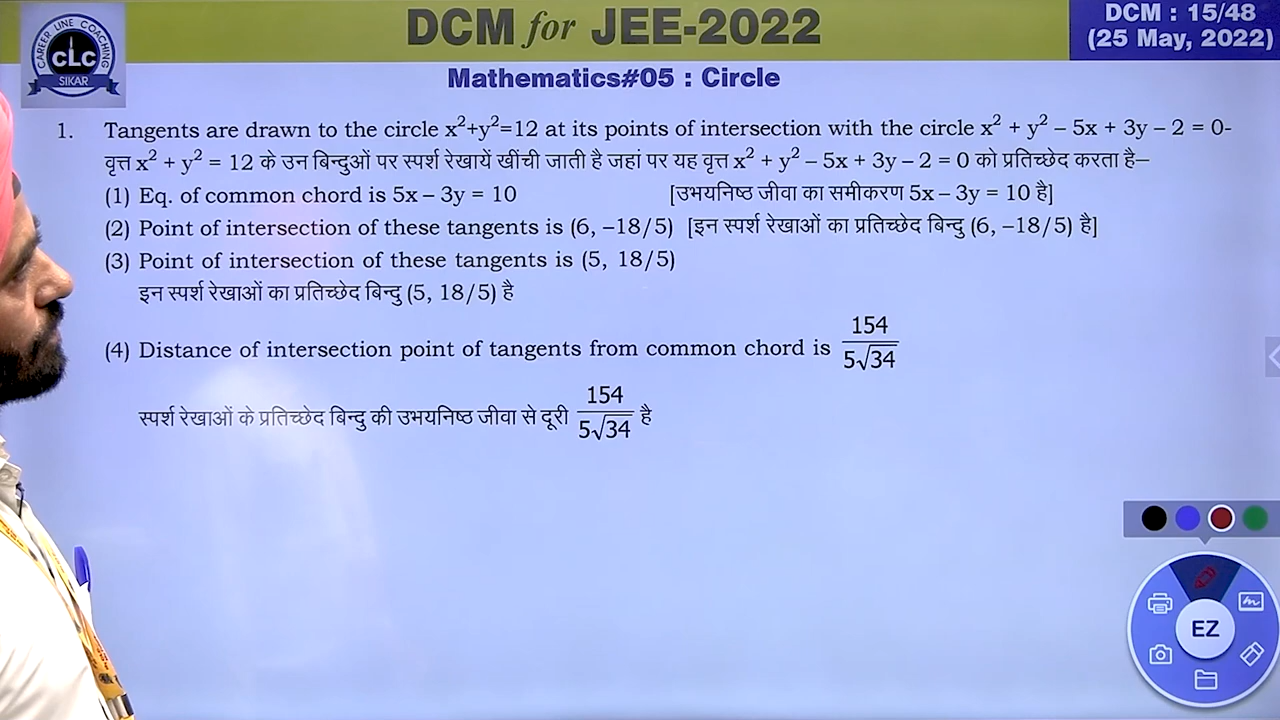 DCM for JEE-2022
DCM : 15/48
(25 May, 2022)
CAREER LINE COACHING
CLC
SIKAR
Mathematics#05 : Circle
1. Tangents are drawn to the circle x²+y²=12 at its points of intersection with the circle x² + y² – 5x + 3y – 2 = 0-
वृत्त x² + y² = 12 के उन बिन्दुओं पर स्पर्श रेखायें खींची जाती है जहां पर यह वृत्त x² + y² – 5x + 3y – 2 = 0 को प्रतिच्छेद करता है–
(1) Eq. of common chord is 5x – 3y = 10 [उभयनिष्ठ जीवा का समीकरण 5x – 3y = 10 है]
(2) Point of intersection of these tangents is (6, –18/5) [इन स्पर्श रेखाओं का प्रतिच्छेद बिन्दु (6, –18/5) है]
(3) Point of intersection of these tangents is (5, 18/5)
इन स्पर्श रेखाओं का प्रतिच्छेद बिन्दु (5, 18/5) है
(4) Distance of intersection point of tangents from common chord is 154/5√34
स्पर्श रेखाओं के प्रतिच्छेद बिन्दु की उभयनिष्ठ जीवा से दूरी 154/5√34 है
EZ